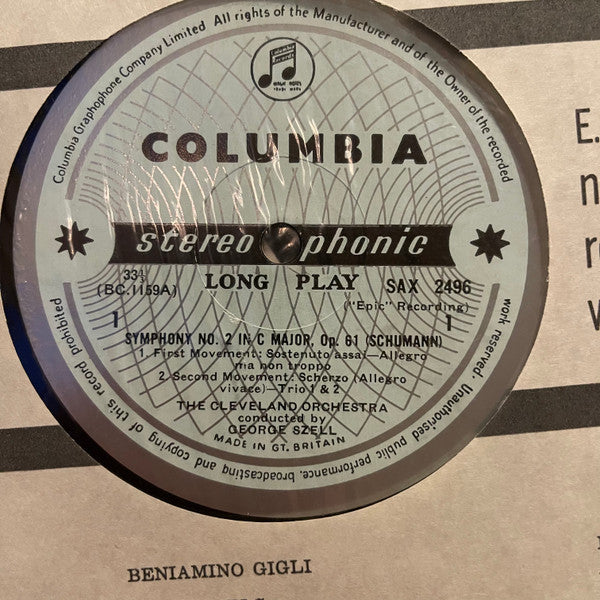 Columbia Graphophone Company Limited All rights of the Manufacturer and of the Owner of the recorded
work reserved. Unauthorised public performance, broadcasting and copying of this record prohibited
COLUMBIA
stereo phonic
33⅓
(BC.1159A)
LONG PLAY
SAX 2496
("Epic" Recording)
1
1
SYMPHONY NO. 2 IN C MAJOR, Op. 61 (SCHUMANN)
1. First Movement: Sostenuto assai—Allegro
ma non troppo
2. Second Movement: Scherzo (Allegro
vivace)—Trio 1 & 2
THE CLEVELAND ORCHESTRA
conducted by
GEORGE SZELL
MADE IN GT. BRITAIN
E.
BENIAMINO GIGLI